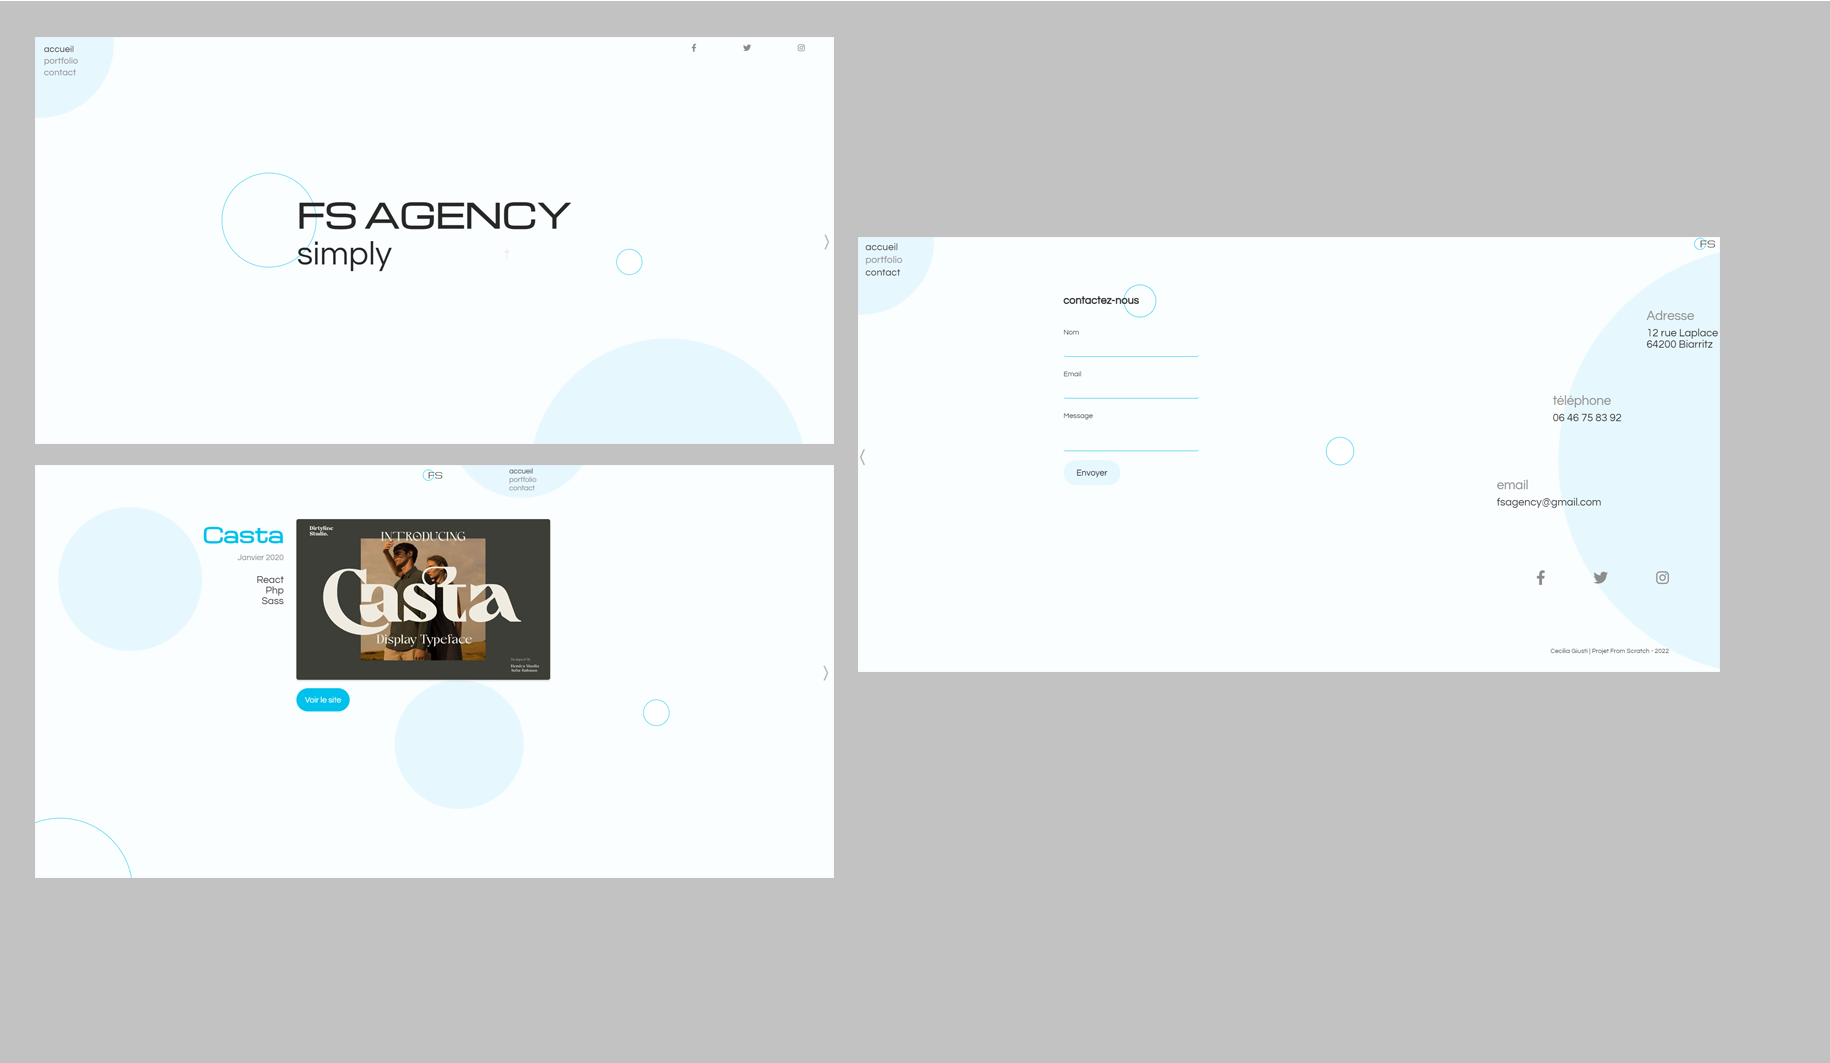 accueil
portfolio
contact
FS AGENCY
simply
FS
accueil
portfolio
contact
Casta
Janvier 2020
React
Php
Sass
Dirtyline
Studio.
INTRODUCING
Casta
Display Typeface
Voir le site
accueil
portfolio
contact
FS
contactez-nous
Nom
Email
Message
Envoyer
Adresse
12 rue Laplace
64200 Biarritz
téléphone
06 46 75 83 92
email
fsagency@gmail.com
Cecilia Giusti | Projet From Scratch - 2022